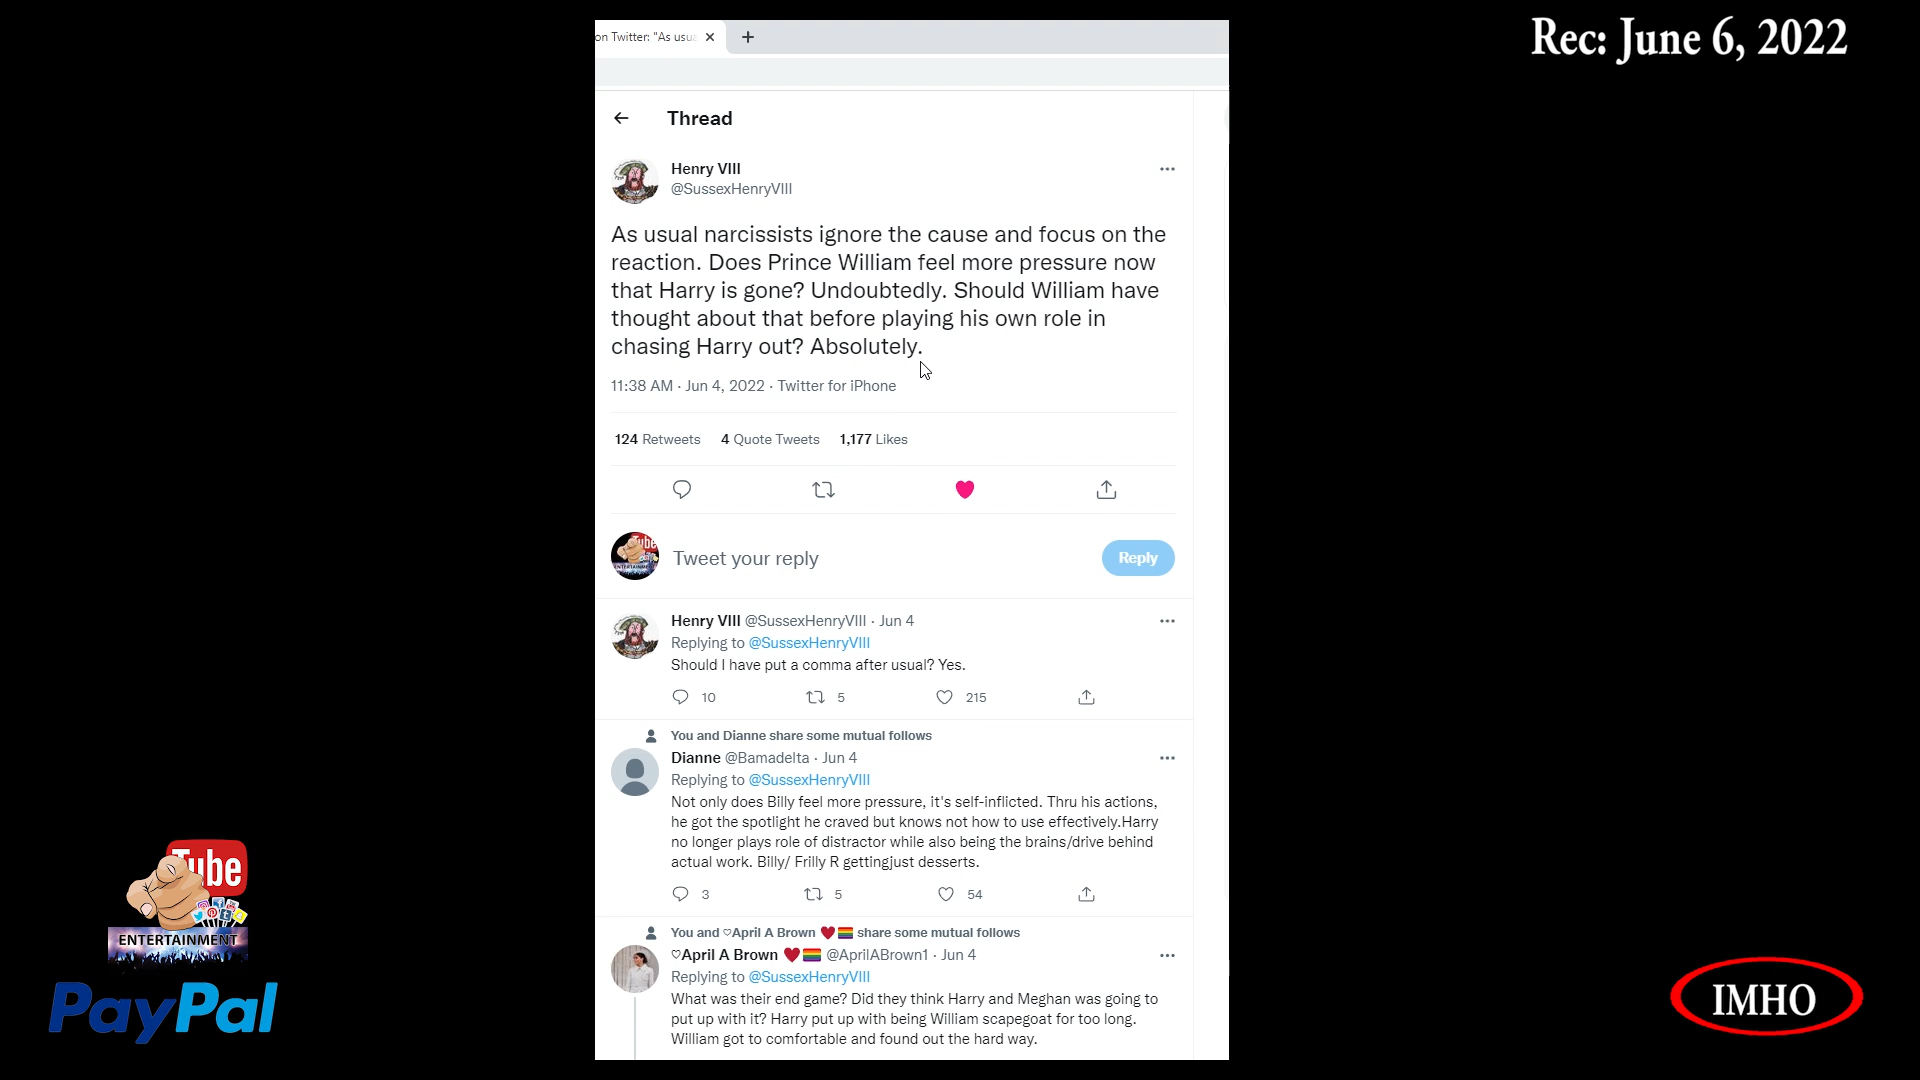 on Twitter: "As usu
Rec: June 6, 2022
Thread
Henry VIII
@SussexHenryVIII
As usual narcissists ignore the cause and focus on the
reaction. Does Prince William feel more pressure now
that Harry is gone? Undoubtedly. Should William have
thought about that before playing his own role in
chasing Harry out? Absolutely.
11:38 AM · Jun 4, 2022 · Twitter for iPhone
124 Retweets 4 Quote Tweets 1,177 Likes
Tweet your reply
Reply
Henry VIII @SussexHenryVIII · Jun 4
Replying to @SussexHenryVIII
Should I have put a comma after usual? Yes.
10 5 215
You and Dianne share some mutual follows
Dianne @Bamadelta · Jun 4
Replying to @SussexHenryVIII
Not only does Billy feel more pressure, it's self-inflicted. Thru his actions,
he got the spotlight he craved but knows not how to use effectively.Harry
no longer plays role of distractor while also being the brains/drive behind
actual work. Billy/ Frilly R gettingjust desserts.
3 5 54
You and ♡April A Brown ❤️🏳️‍🌈 share some mutual follows
♡April A Brown ❤️🏳️‍🌈 @AprilABrown1 · Jun 4
Replying to @SussexHenryVIII
What was their end game? Did they think Harry and Meghan was going to
put up with it? Harry put up with being William scapegoat for too long.
William got to comfortable and found out the hard way.
Tube
ENTERTAINMENT
PayPal
IMHO